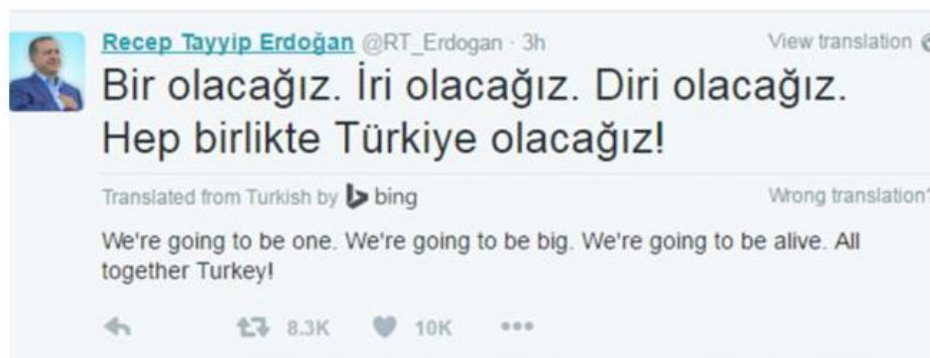 Recep Tayyip Erdoğan @RT_Erdogan · 3h View translation
Bir olacağız. İri olacağız. Diri olacağız.
Hep birlikte Türkiye olacağız!
Translated from Turkish by bing Wrong translation?
We're going to be one. We're going to be big. We're going to be alive. All
together Turkey!
8.3K 10K